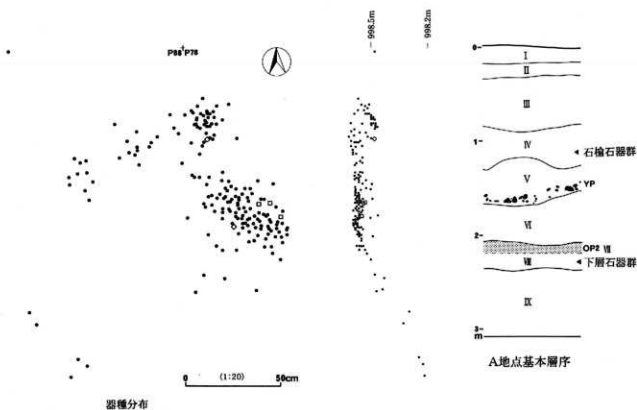 P88 P78
998.5m
998.2m
0
I
II
III
1
IV
石槍石器群
V
YP
VI
2
OP2 VII
VIII
下層石器群
IX
3
m
A地点基本層序
0 (1:20) 50cm
器種分布